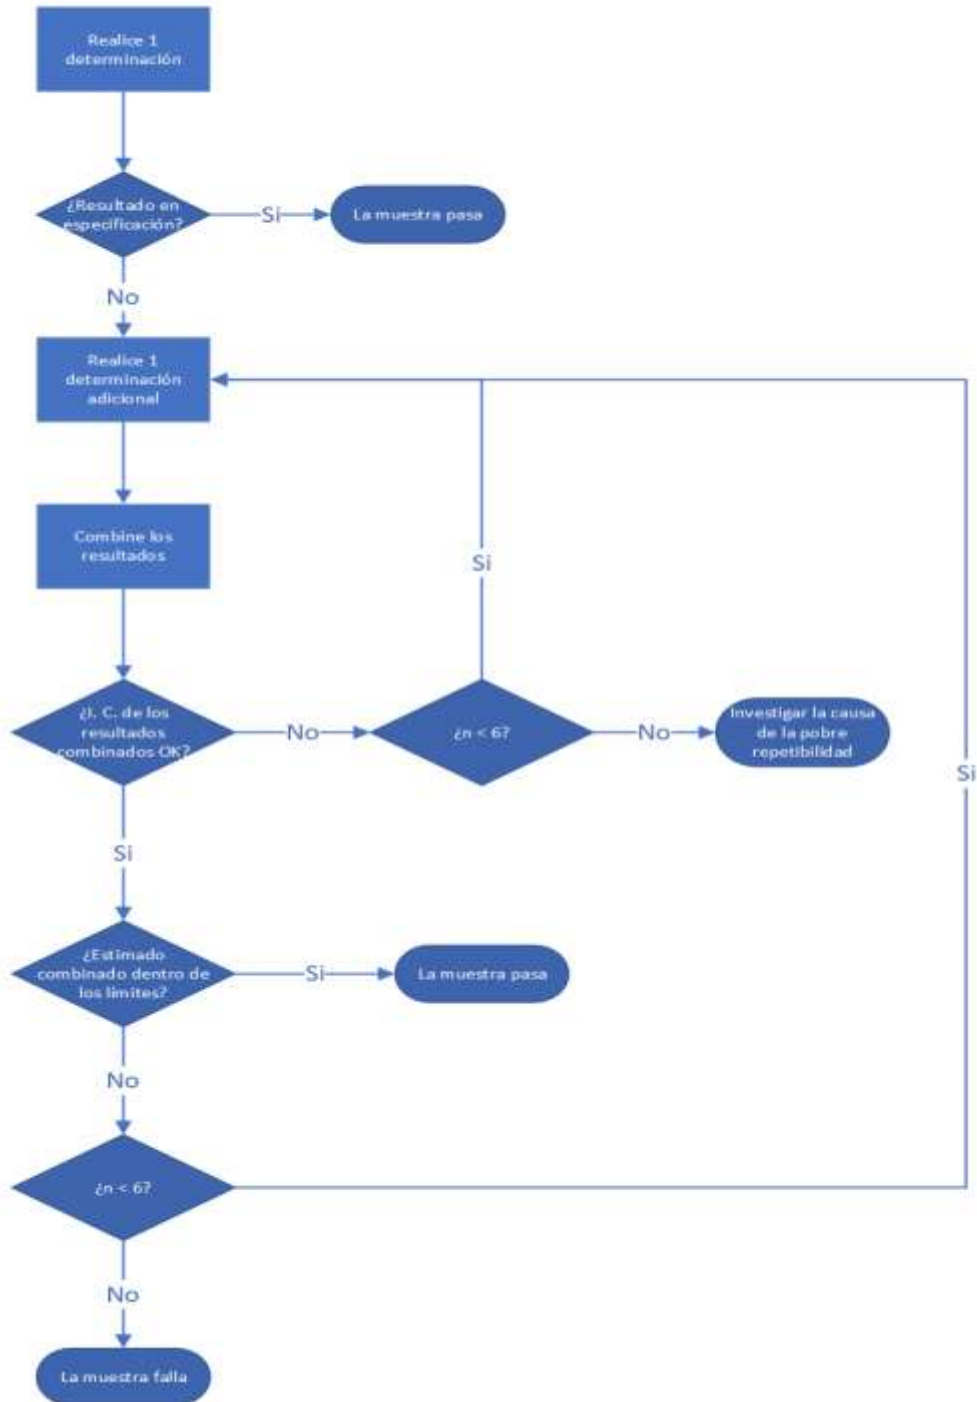 Realice 1
determinación
¿Resultado en
especificación?
Si
La muestra pasa
No
Realice 1
determinación
adicional
Combine los
resultados
Si
¿I. C. de los
resultados
combinados OK?
No
¿n < 6?
No
Investigar la causa
de la pobre
repetibilidad
Si
Si
¿Estimado
combinado dentro de
los límites?
Si
La muestra pasa
No
¿n < 6?
No
La muestra falla